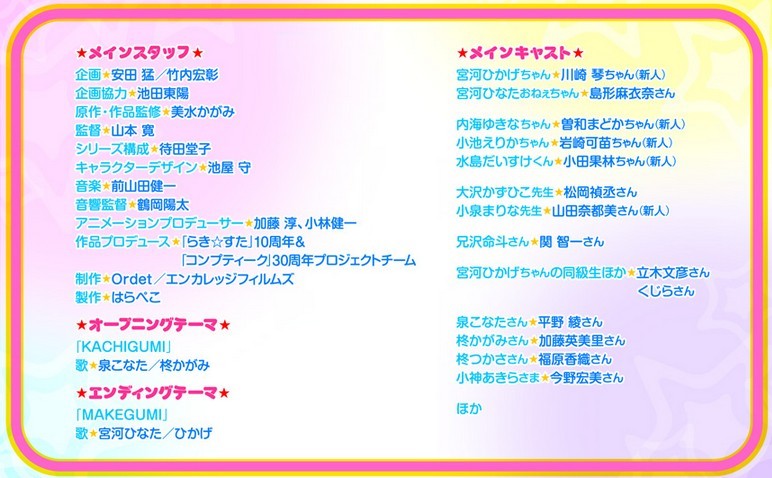 ★メインスタッフ★
企画★安田 猛／竹内宏彰
企画協力★池田東陽
原作・作品監修★美水かがみ
監督★山本 寛
シリーズ構成★待田堂子
キャラクターデザイン★池屋 守
音楽★前山田健一
音響監督★鶴岡陽太
アニメーションプロデューサー★加藤 淳、小林健一
作品プロデュース★「らき☆すた」10周年＆
「コンプティーク」30周年プロジェクトチーム
制作★Ordet／エンカレッジフィルムズ
製作★はらぺこ
★オープニングテーマ★
「KACHIGUMI」
歌★泉こなた／柊かがみ
★エンディングテーマ★
「MAKEGUMI」
歌★宮河ひなた／ひかげ
★メインキャスト★
宮河ひかげちゃん★川崎 琴ちゃん（新人）
宮河ひなたおねぇちゃん★島形麻衣奈さん
内海ゆきなちゃん★曽和まどかちゃん（新人）
小池えりかちゃん★岩崎可苗ちゃん（新人）
水島だいすけくん★小田果林ちゃん（新人）
大沢かずひこ先生★松岡禎丞さん
小泉まりな先生★山田奈都美さん（新人）
兄沢命斗さん★関 智一さん
宮河ひかげちゃんの同級生ほか★立木文彦さん
くじらさん
泉こなたさん★平野 綾さん
柊かがみさん★加藤英美里さん
柊つかささん★福原香織さん
小神あきらさま★今野宏美さん
ほか